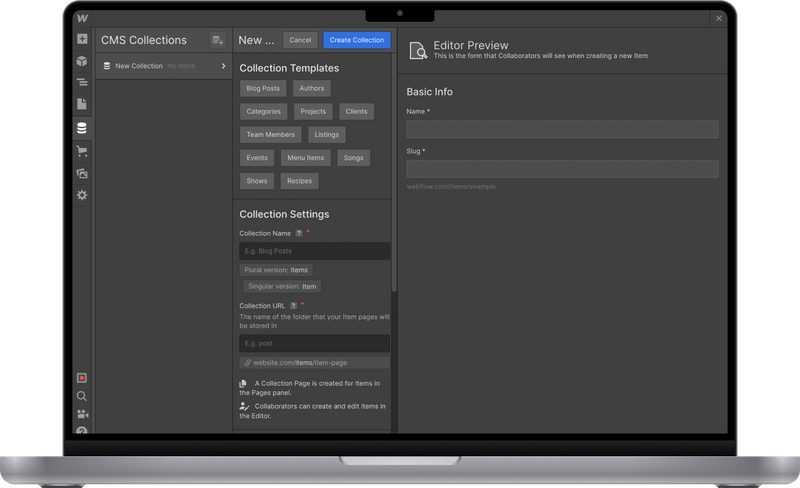 CMS Collections
New Collection No items
New ...
Cancel
Create Collection
Collection Templates
Blog Posts
Authors
Categories
Projects
Clients
Team Members
Listings
Events
Menu Items
Songs
Shows
Recipes
Collection Settings
Collection Name ? *
E.g. Blog Posts
Plural version: Items
Singular version: Item
Collection URL ? *
The name of the folder that your Item pages will
be stored in
E.g. post
website.com/items/item-page
A Collection Page is created for Items in
the Pages panel.
Collaborators can create and edit Items in
the Editor.
Editor Preview
This is the form that Collaborators will see when creating a new Item
Basic Info
Name *
Slug *
webflow.com/items/example